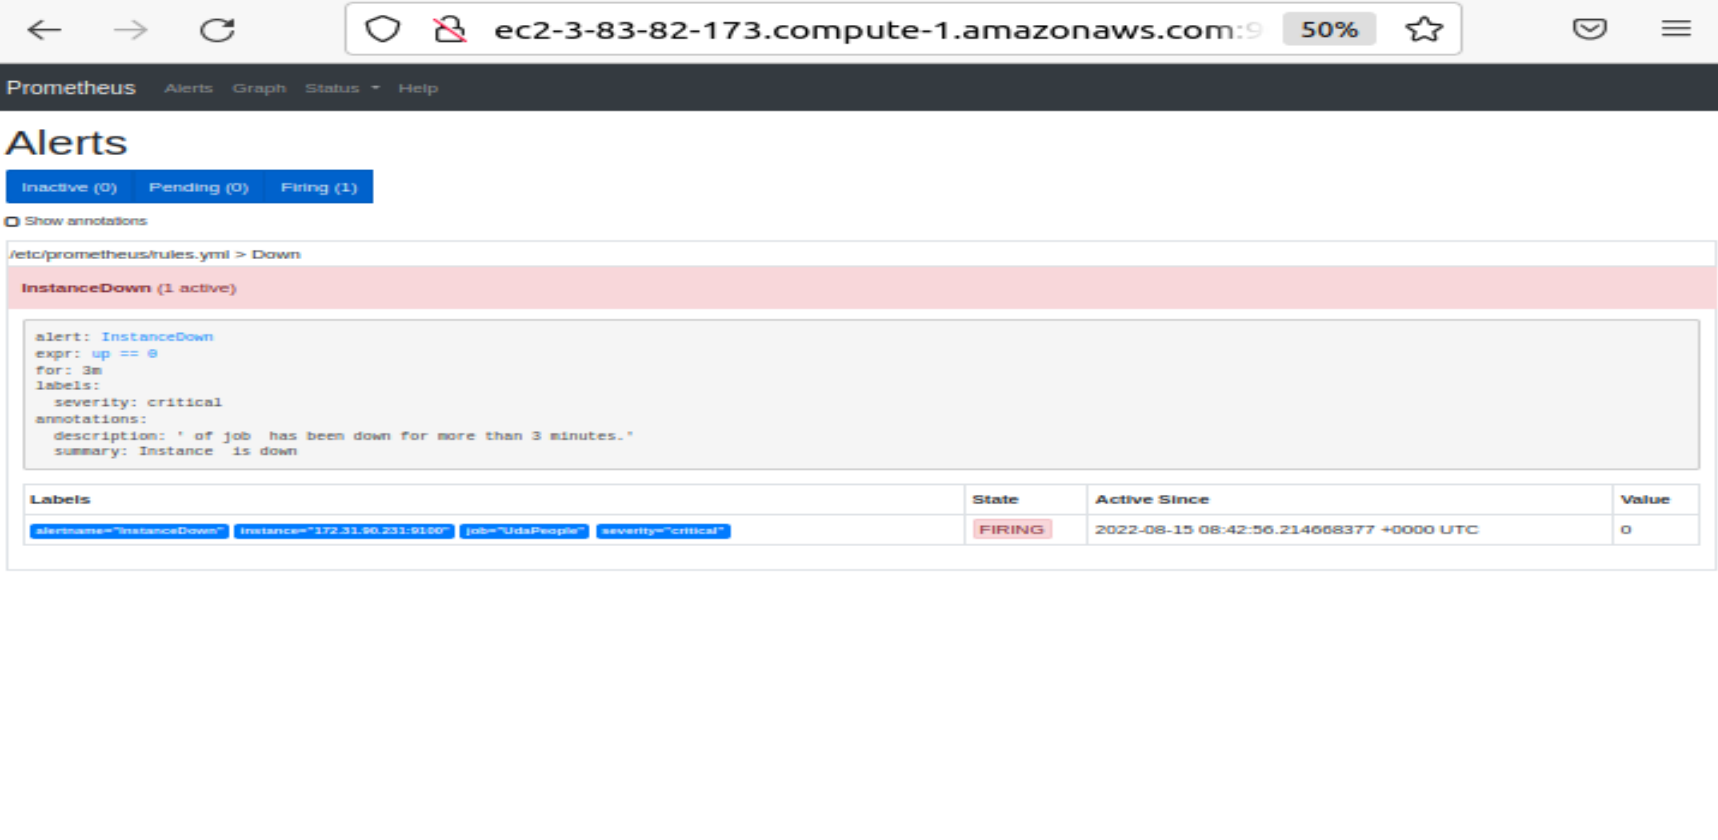 ec2-3-83-82-173.compute-1.amazonaws.com:9 50%
Prometheus Alerts Graph Status Help
Alerts
Inactive (0) Pending (0) Firing (1)
Show annotations
/etc/prometheus/rules.yml > Down
InstanceDown (1 active)
alert: InstanceDown
expr: up == 0
for: 3m
labels:
severity: critical
annotations:
description: ' of job  has been down for more than 3 minutes.'
summary: Instance  is down
Labels State Active Since Value
alertname="InstanceDown" instance="172.31.90.231:9100" job="UdaPeople" severity="critical" FIRING 2022-08-15 08:42:56.214668377 +0000 UTC 0